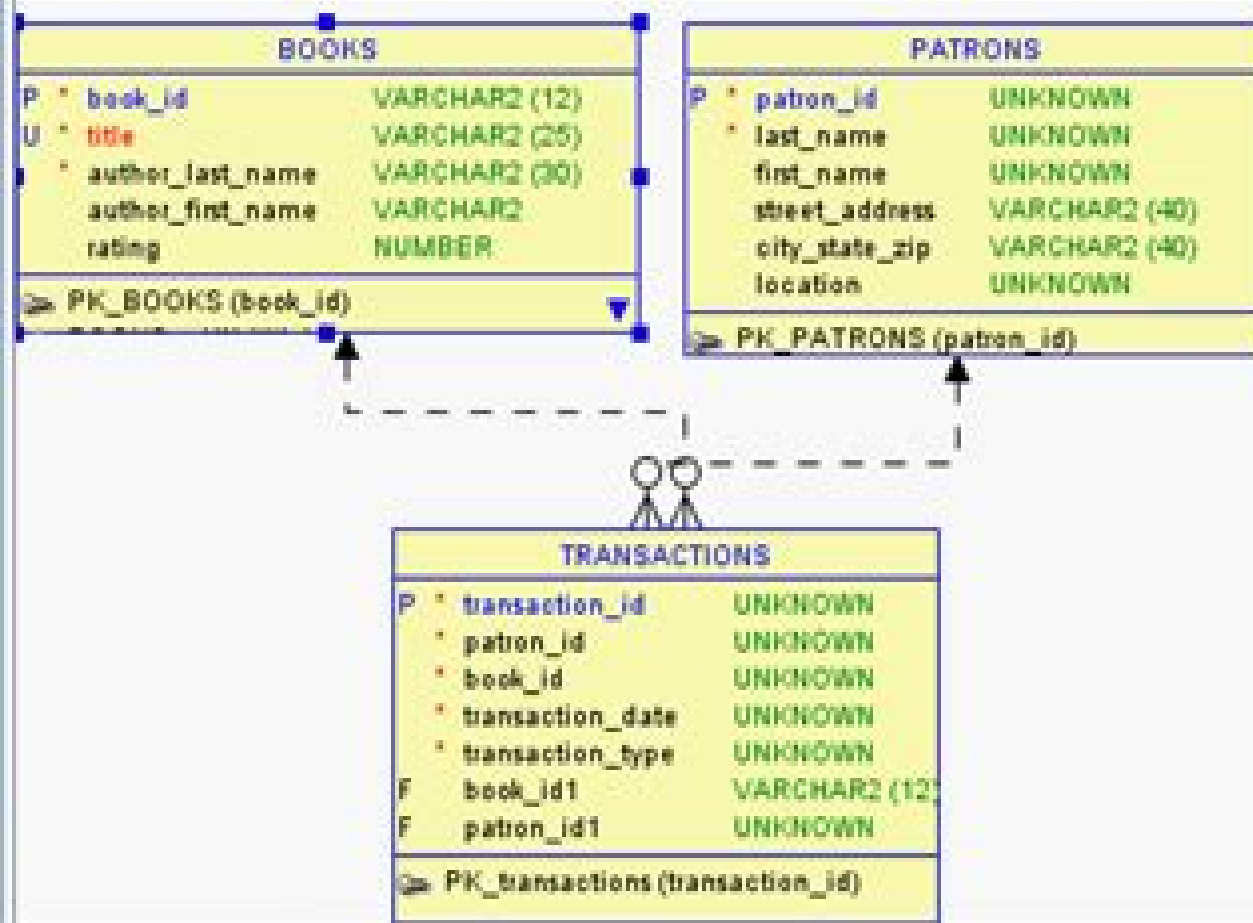 BOOKS
P * book_id VARCHAR2 (12)
U * title VARCHAR2 (25)
* author_last_name VARCHAR2 (30)
author_first_name VARCHAR2
rating NUMBER
PK_BOOKS (book_id)
PATRONS
P * patron_id UNKNOWN
* last_name UNKNOWN
first_name UNKNOWN
street_address VARCHAR2 (40)
city_state_zip VARCHAR2 (40)
location UNKNOWN
PK_PATRONS (patron_id)
TRANSACTIONS
P * transaction_id UNKNOWN
* patron_id UNKNOWN
* book_id UNKNOWN
* transaction_date UNKNOWN
* transaction_type UNKNOWN
F book_id1 VARCHAR2 (12)
F patron_id1 UNKNOWN
PK_transactions (transaction_id)